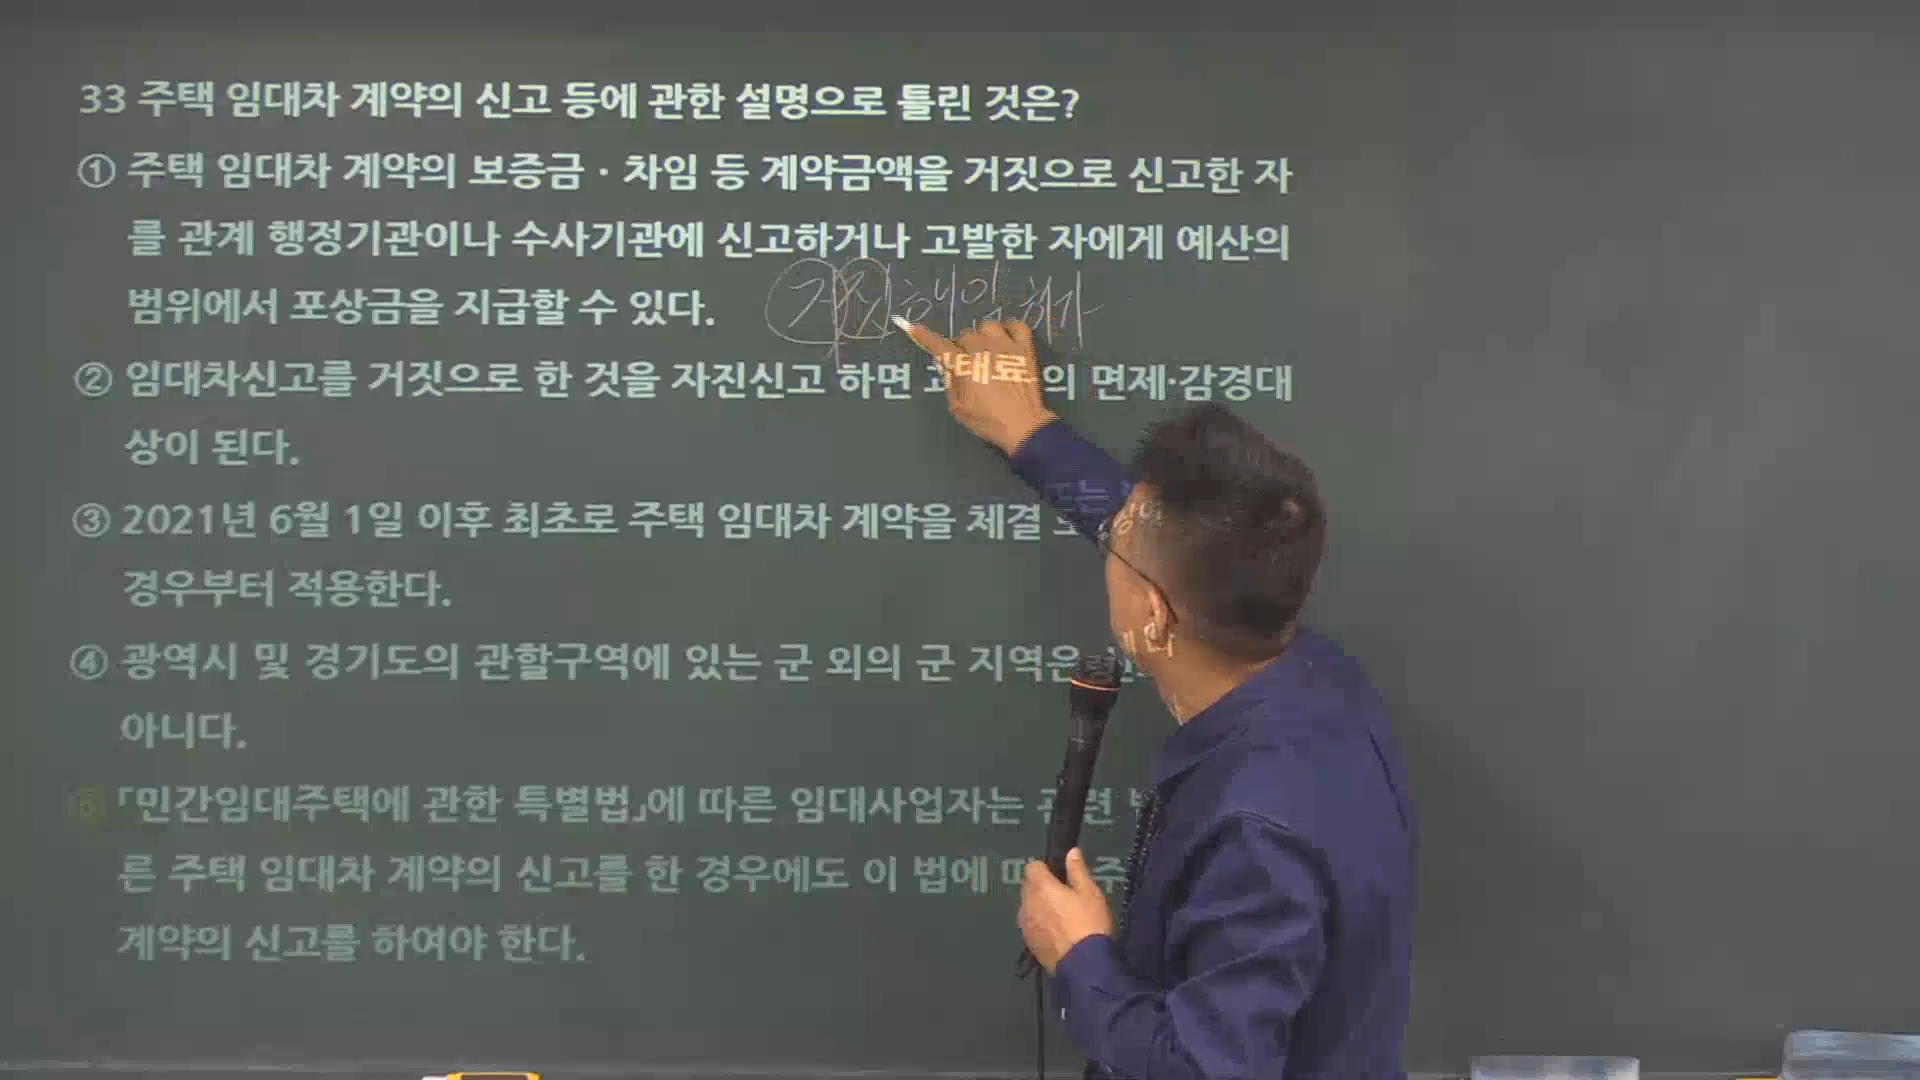 33 주택 임대차 계약의 신고 등에 관한 설명으로 틀린 것은?
① 주택 임대차 계약의 보증금·차임 등 계약금액을 거짓으로 신고한 자
를 관계 행정기관이나 수사기관에 신고하거나 고발한 자에게 예산의
범위에서 포상금을 지급할 수 있다.
거짓해임허가
② 임대차신고를 거짓으로 한 것을 자진신고 하면 과태료의 면제·감경대
상이 된다.
③ 2021년 6월 1일 이후 최초로 주택 임대차 계약을 체결
경우부터 적용한다.
④ 광역시 및 경기도의 관할구역에 있는 군 외의 군 지역은
아니다.
⑤ 「민간임대주택에 관한 특별법」에 따른 임대사업자는 관련
른 주택 임대차 계약의 신고를 한 경우에도 이 법에 주
계약의 신고를 하여야 한다.